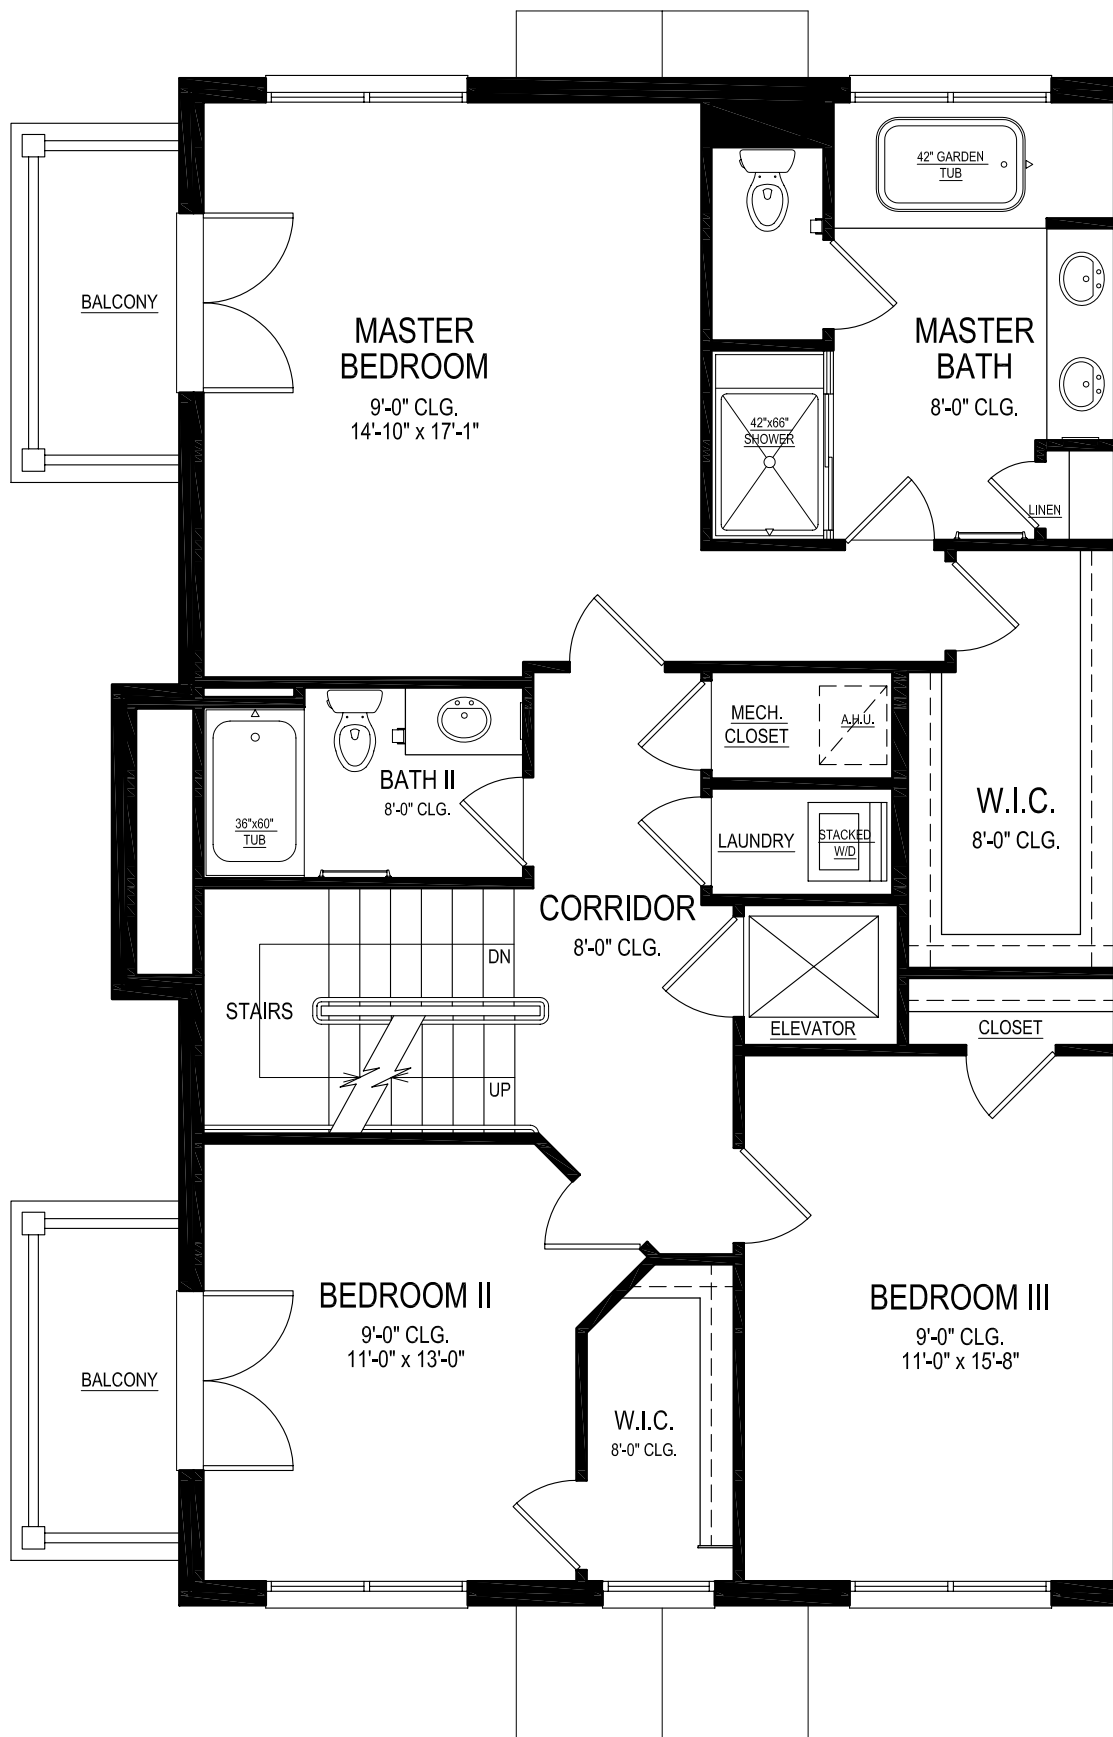 42" GARDEN
TUB
BALCONY
MASTER
BEDROOM
9'-0" CLG.
14'-10" x 17'-1"
MASTER
BATH
8'-0" CLG.
42"x66"
SHOWER
LINEN
MECH.
CLOSET
A.H.U.
BATH II
8'-0" CLG.
36"x60"
TUB
W.I.C.
8'-0" CLG.
LAUNDRY
STACKED
W/D
CORRIDOR
8'-0" CLG.
DN
STAIRS
UP
ELEVATOR
CLOSET
BEDROOM II
9'-0" CLG.
11'-0" x 13'-0"
BEDROOM III
9'-0" CLG.
11'-0" x 15'-8"
BALCONY
W.I.C.
8'-0" CLG.